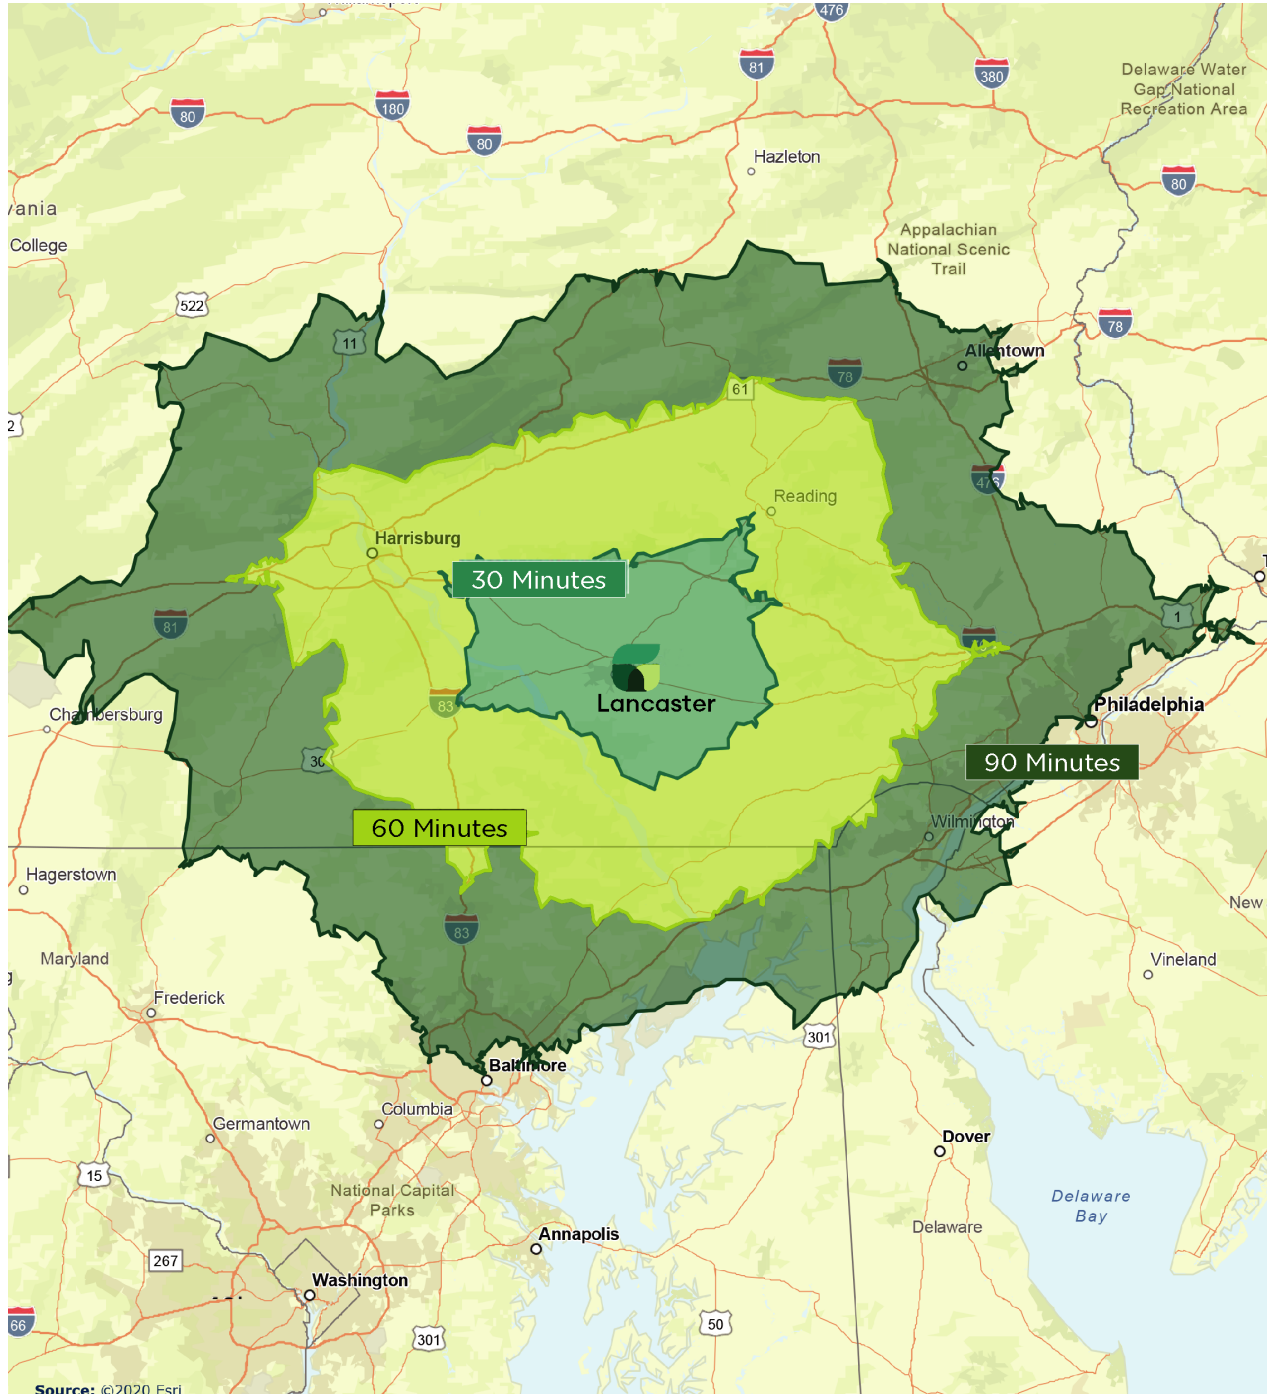 476
81
380
Delaware Water
Gap National
Recreation Area
80
180
80
Hazleton
80
vania
College
Appalachian
National Scenic
Trail
522
78
11
Allentown
78
61
2
476
Reading
Harrisburg
30 Minutes
81
1
83
Lancaster
Chambersburg
Philadelphia
30
90 Minutes
60 Minutes
Wilmington
Hagerstown
New
83
Maryland
Vineland
Frederick
301
Baltimore
Columbia
Germantown
Dover
15
National Capital
Parks
Delaware
Bay
Delaware
Annapolis
267
Washington
66
301
50
Source: ©2020 Esri